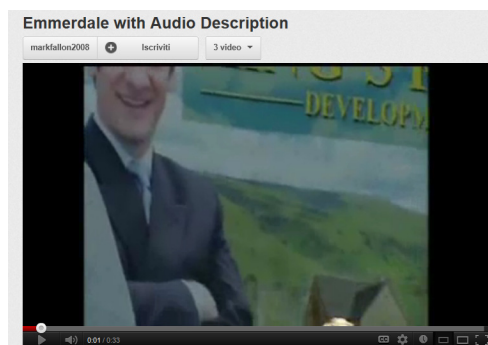 Emmerdale with Audio Description
markfallon2008 Iscriviti 3 video
DEVELOPM
0:01 / 0:33